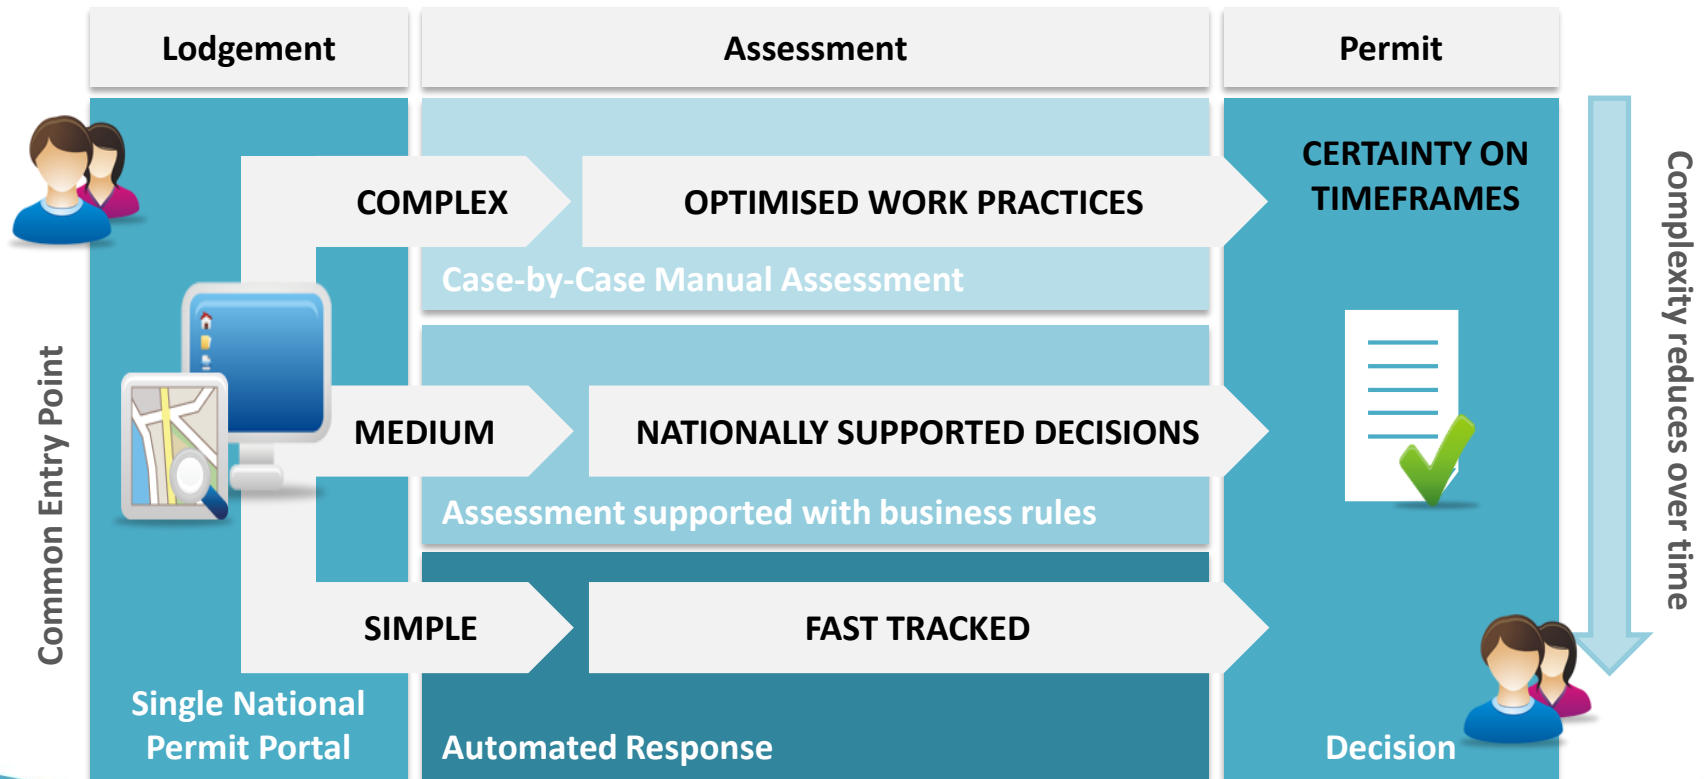 Lodgement
Assessment
Permit
Common Entry Point
COMPLEX
OPTIMISED WORK PRACTICES
Case-by-Case Manual Assessment
MEDIUM
NATIONALLY SUPPORTED DECISIONS
Assessment supported with business rules
SIMPLE
FAST TRACKED
Single National
Permit Portal
Automated Response
CERTAINTY ON
TIMEFRAMES
Decision
Complexity reduces over time